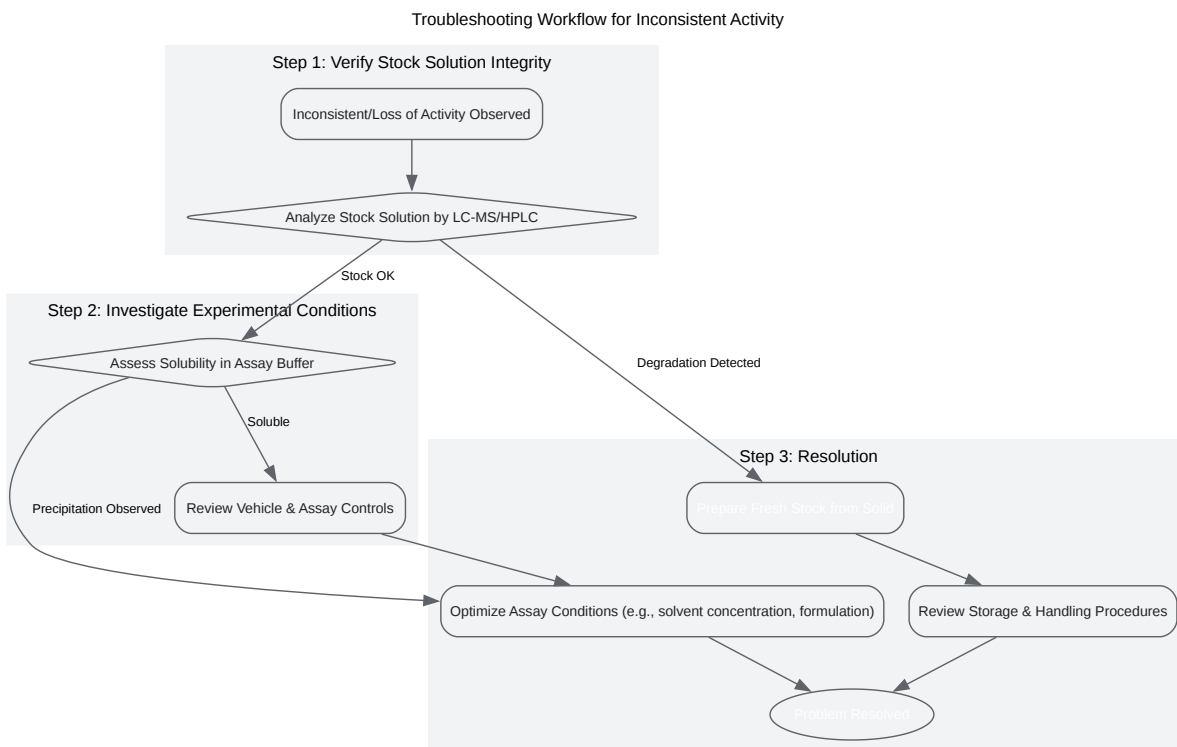 Troubleshooting Workflow for Inconsistent Activity
Step 1: Verify Stock Solution Integrity
Inconsistent/Loss of Activity Observed
Analyze Stock Solution by LC-MS/HPLC
Stock OK
Step 2: Investigate Experimental Conditions
Assess Solubility in Assay Buffer
Degradation Detected
Soluble
Step 3: Resolution
Precipitation Observed
Review Vehicle & Assay Controls
Prepare Fresh Stock from Solid
Optimize Assay Conditions (e.g., solvent concentration, formulation)
Review Storage & Handling Procedures
Problem Resolved